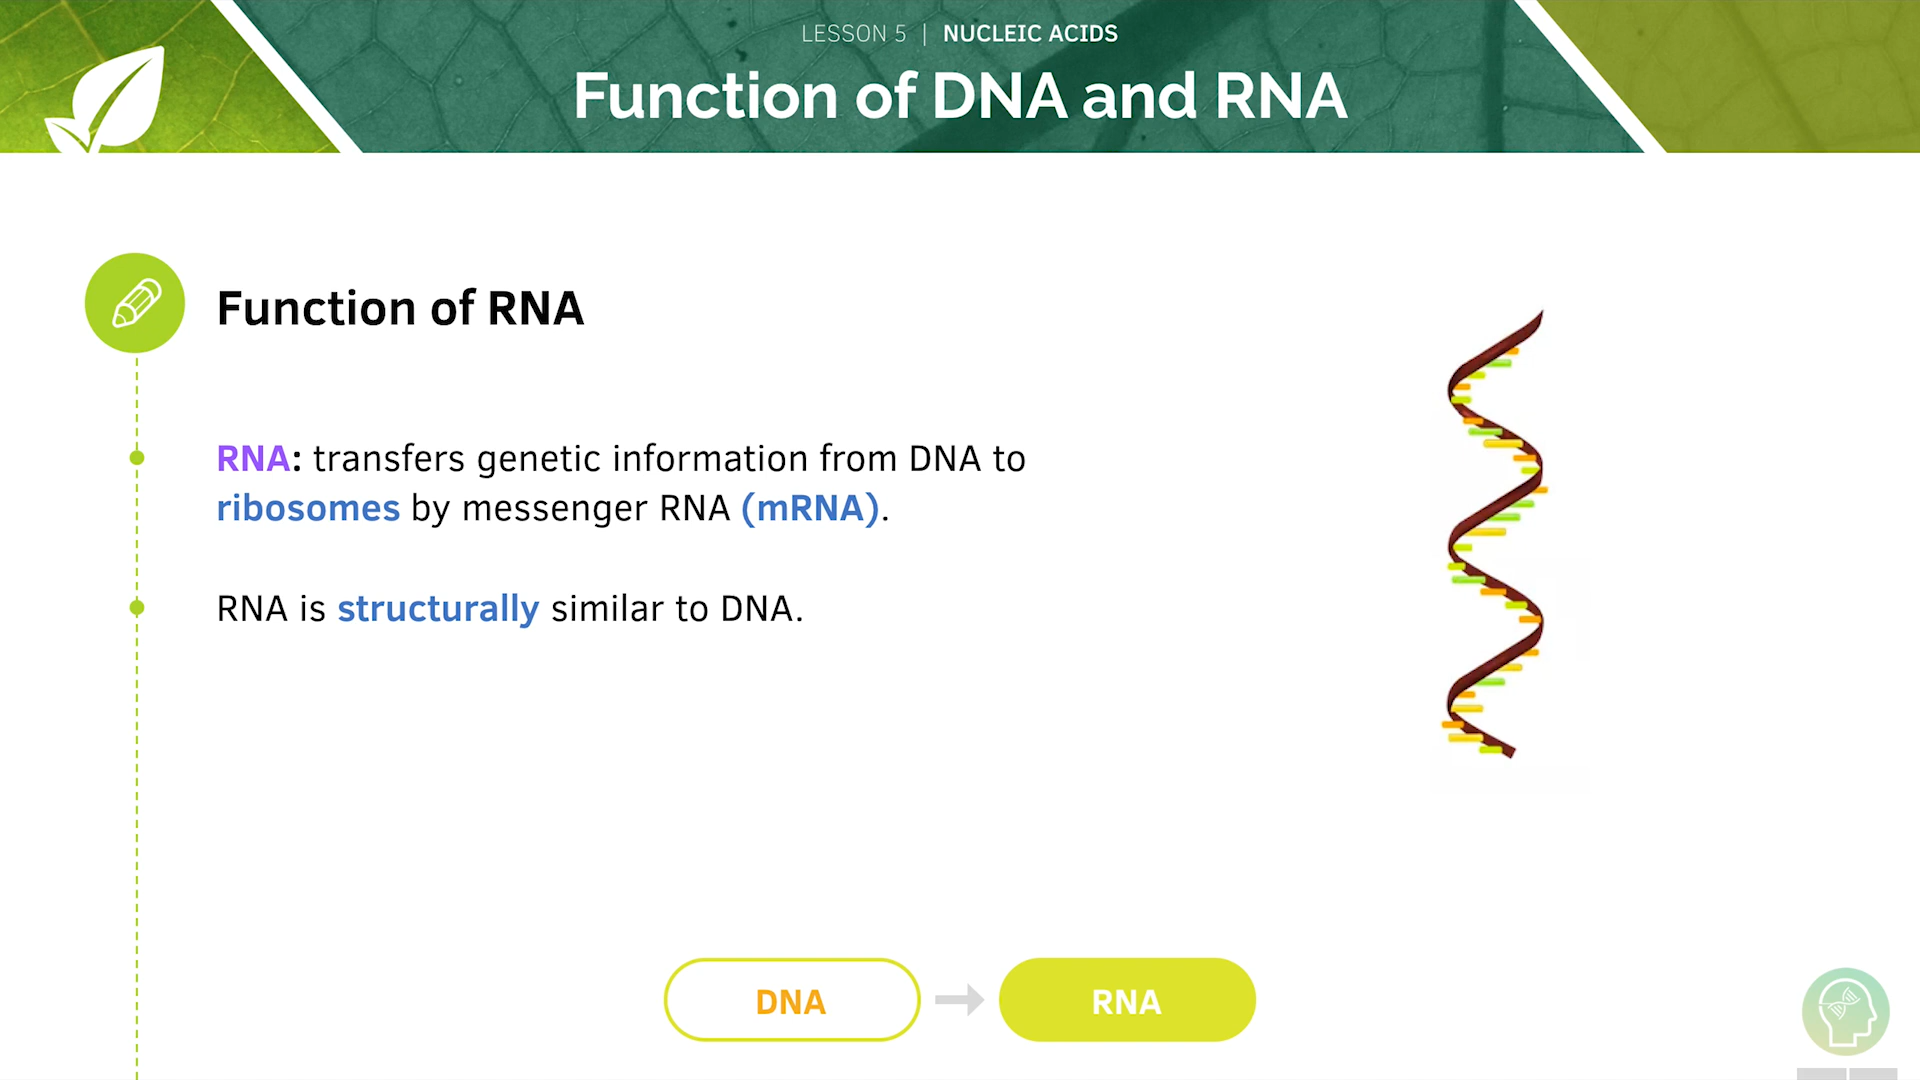 LESSON 5 | NUCLEIC ACIDS
Function of DNA and RNA
Function of RNA
RNA: transfers genetic information from DNA to
ribosomes by messenger RNA (mRNA).
RNA is structurally similar to DNA.
DNA
RNA